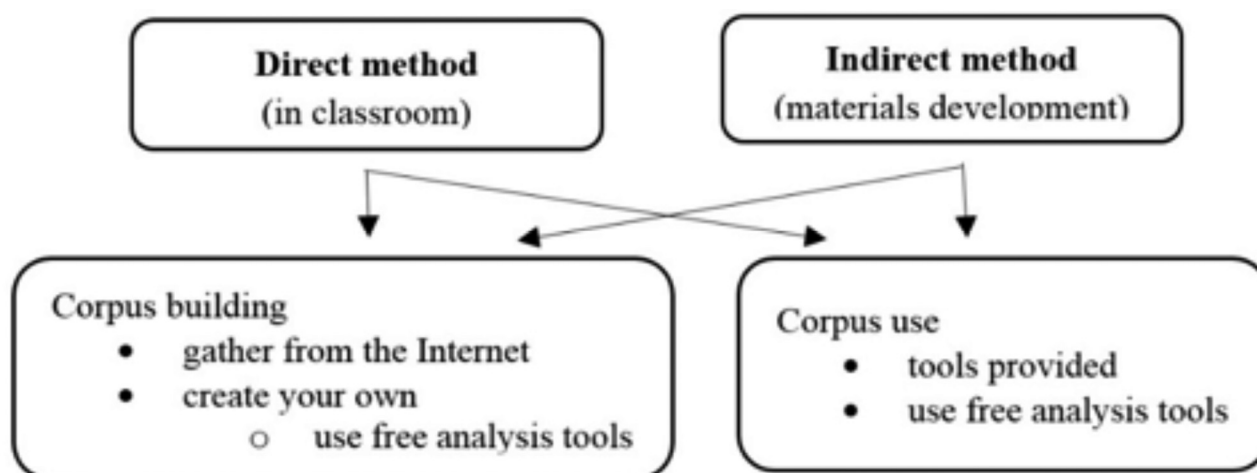 Direct method
(in classroom)
Indirect method
(materials development)
Corpus building
• gather from the Internet
• create your own
o use free analysis tools
Corpus use
• tools provided
• use free analysis tools